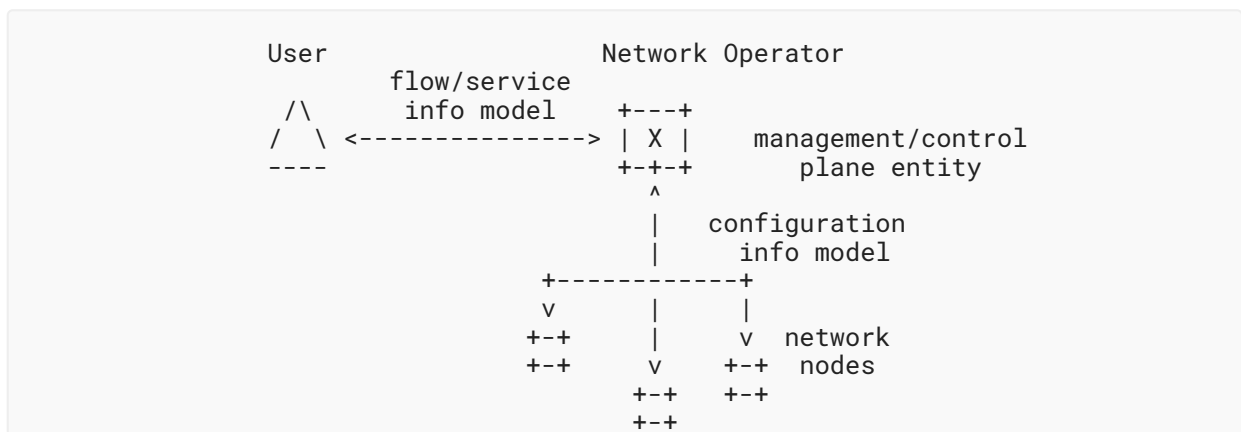 User                  Network Operator
        flow/service
 /\      info model    +---+
/  \ <---------------> | X |    management/control
----                   +-+-+       plane entity
                         ^
                         |   configuration
                         |     info model
                  +------------+
                  v      |     |
                 +-+     |     v  network
                 +-+     v    +-+  nodes
                        +-+   +-+
                        +-+